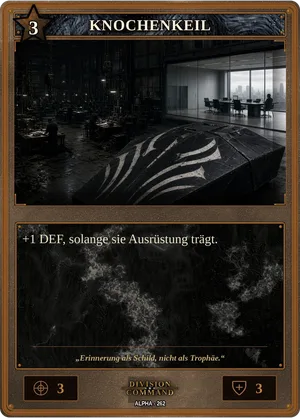 3
KNOCHENKEIL
+1 DEF, solange sie Ausrüstung trägt.
„Erinnerung als Schild, nicht als Trophäe.“
3
DIVISION
COMMAND
ALPHA - 262
3